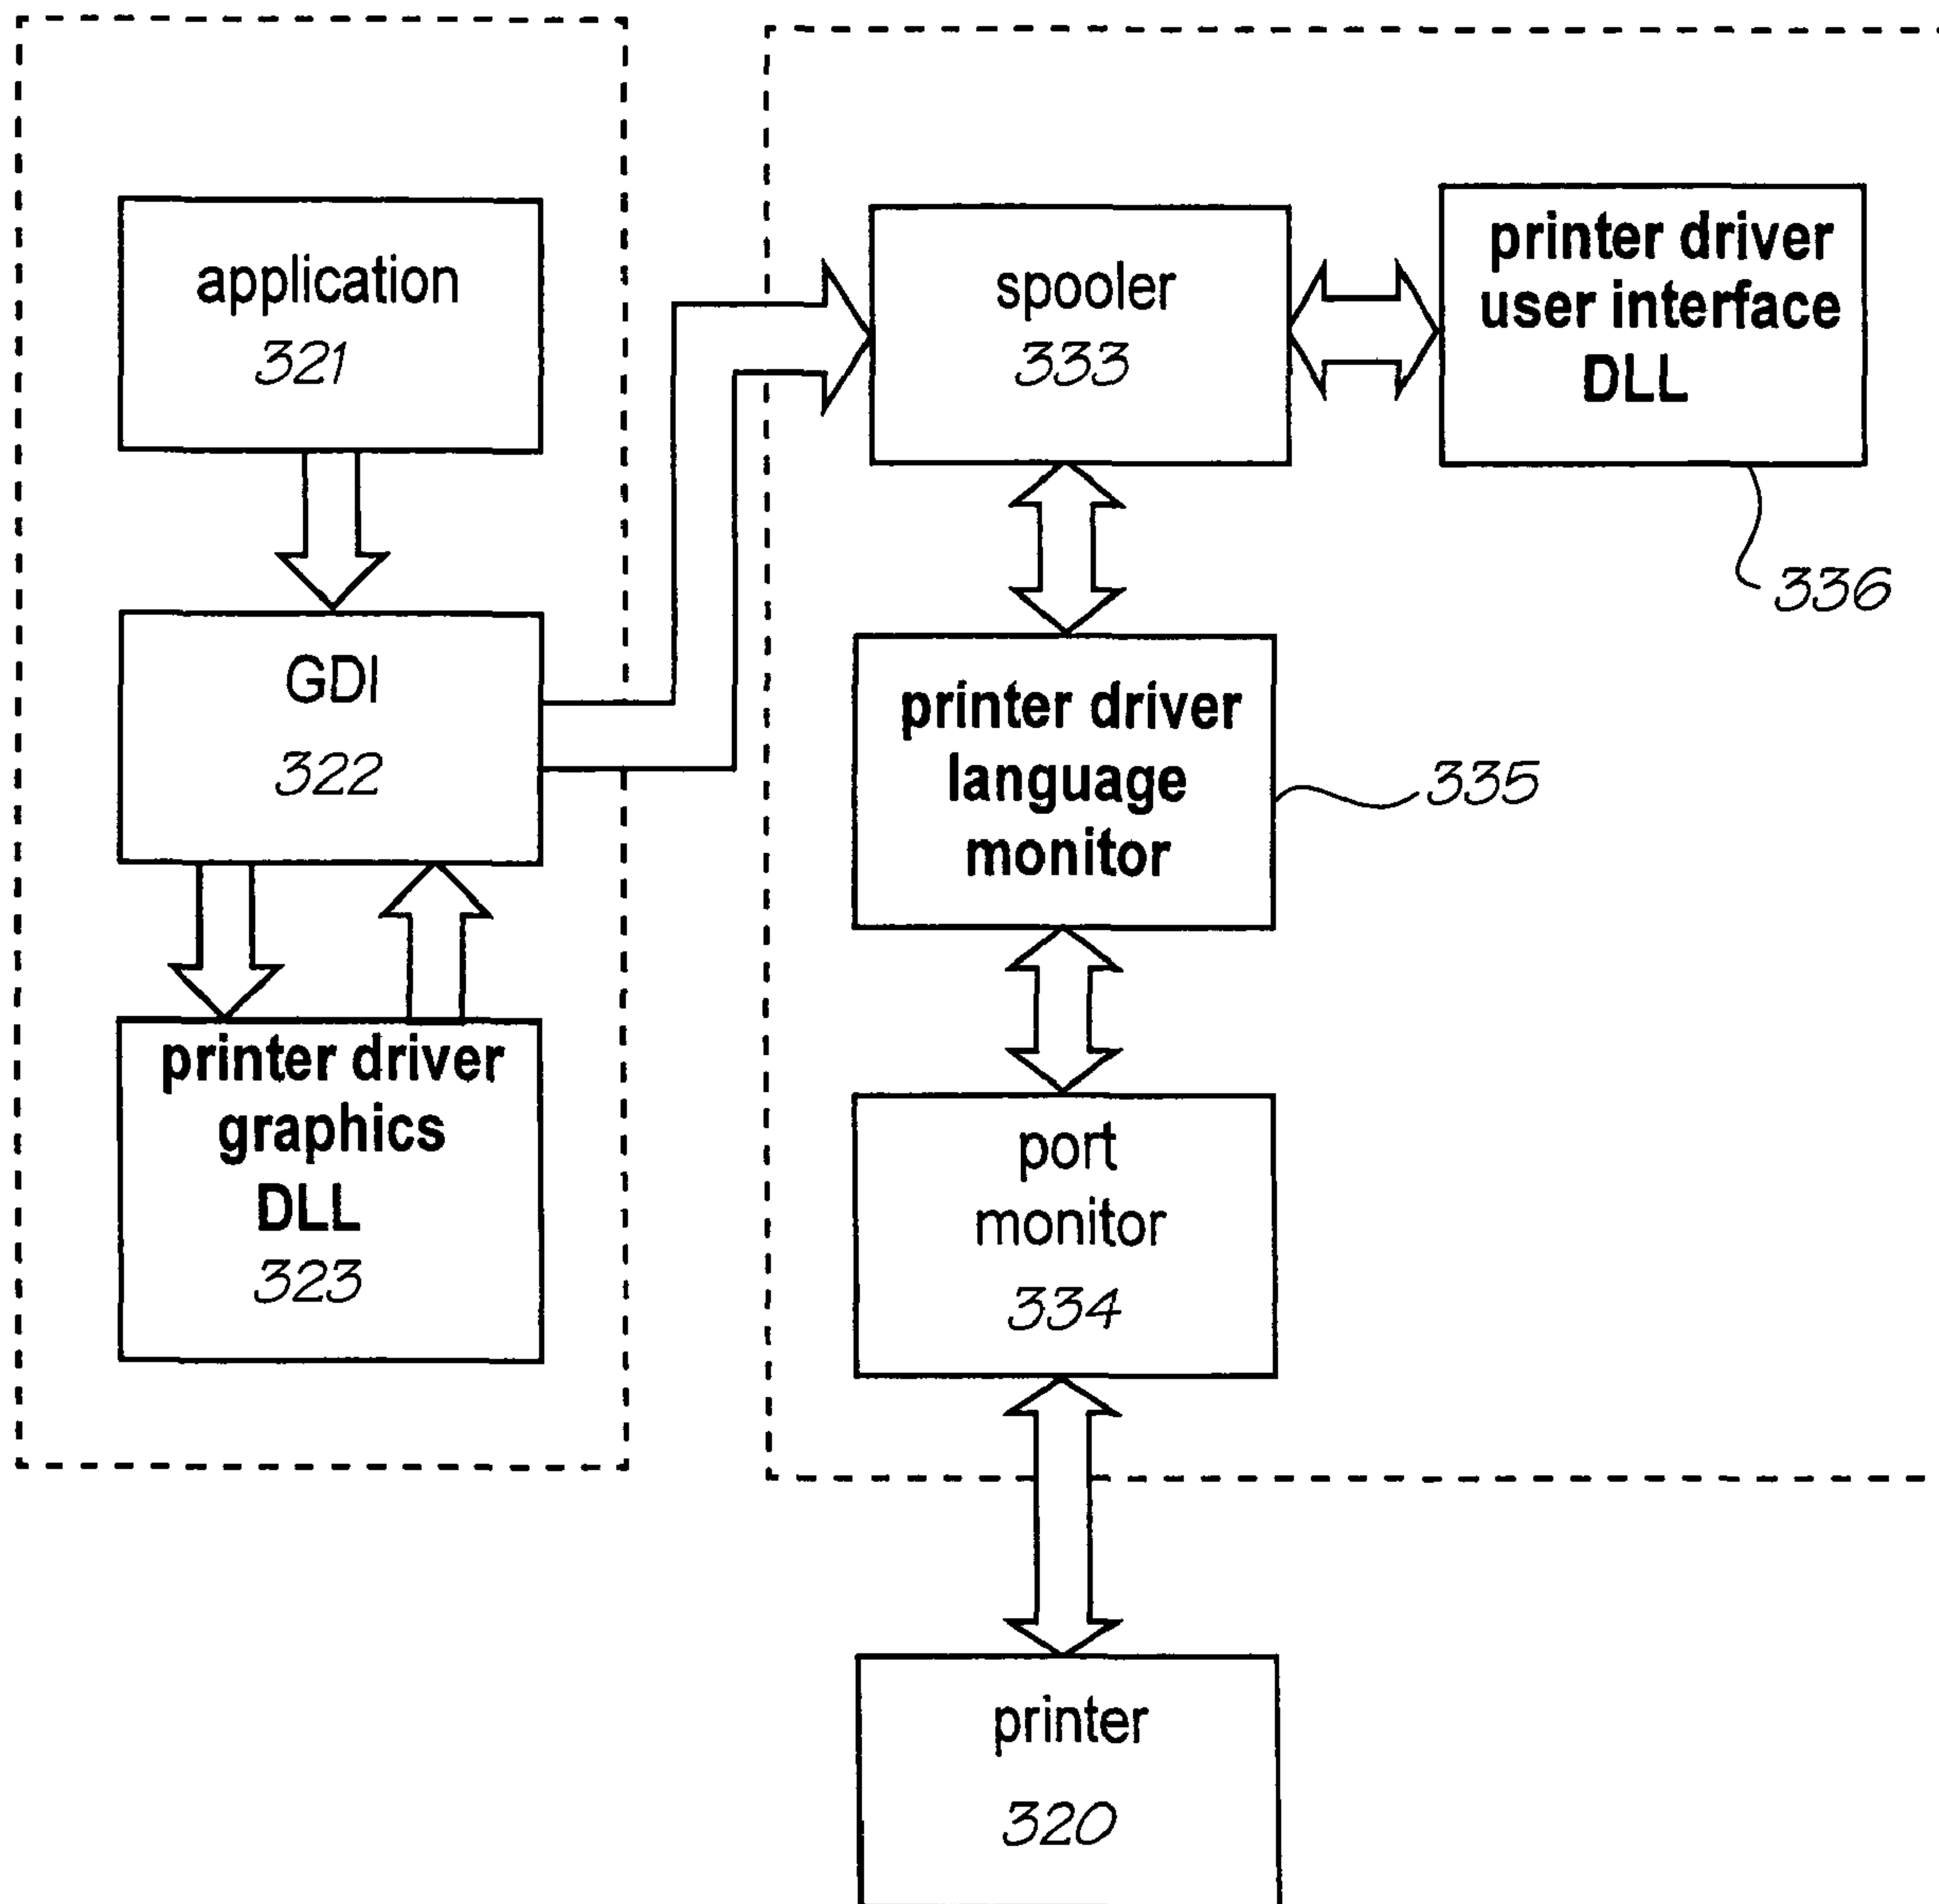 application
321
GDI
322
printer driver
graphics
DLL
323
spooler
333
printer driver
user interface
DLL
336
printer driver
language
monitor
335
port
monitor
334
printer
320